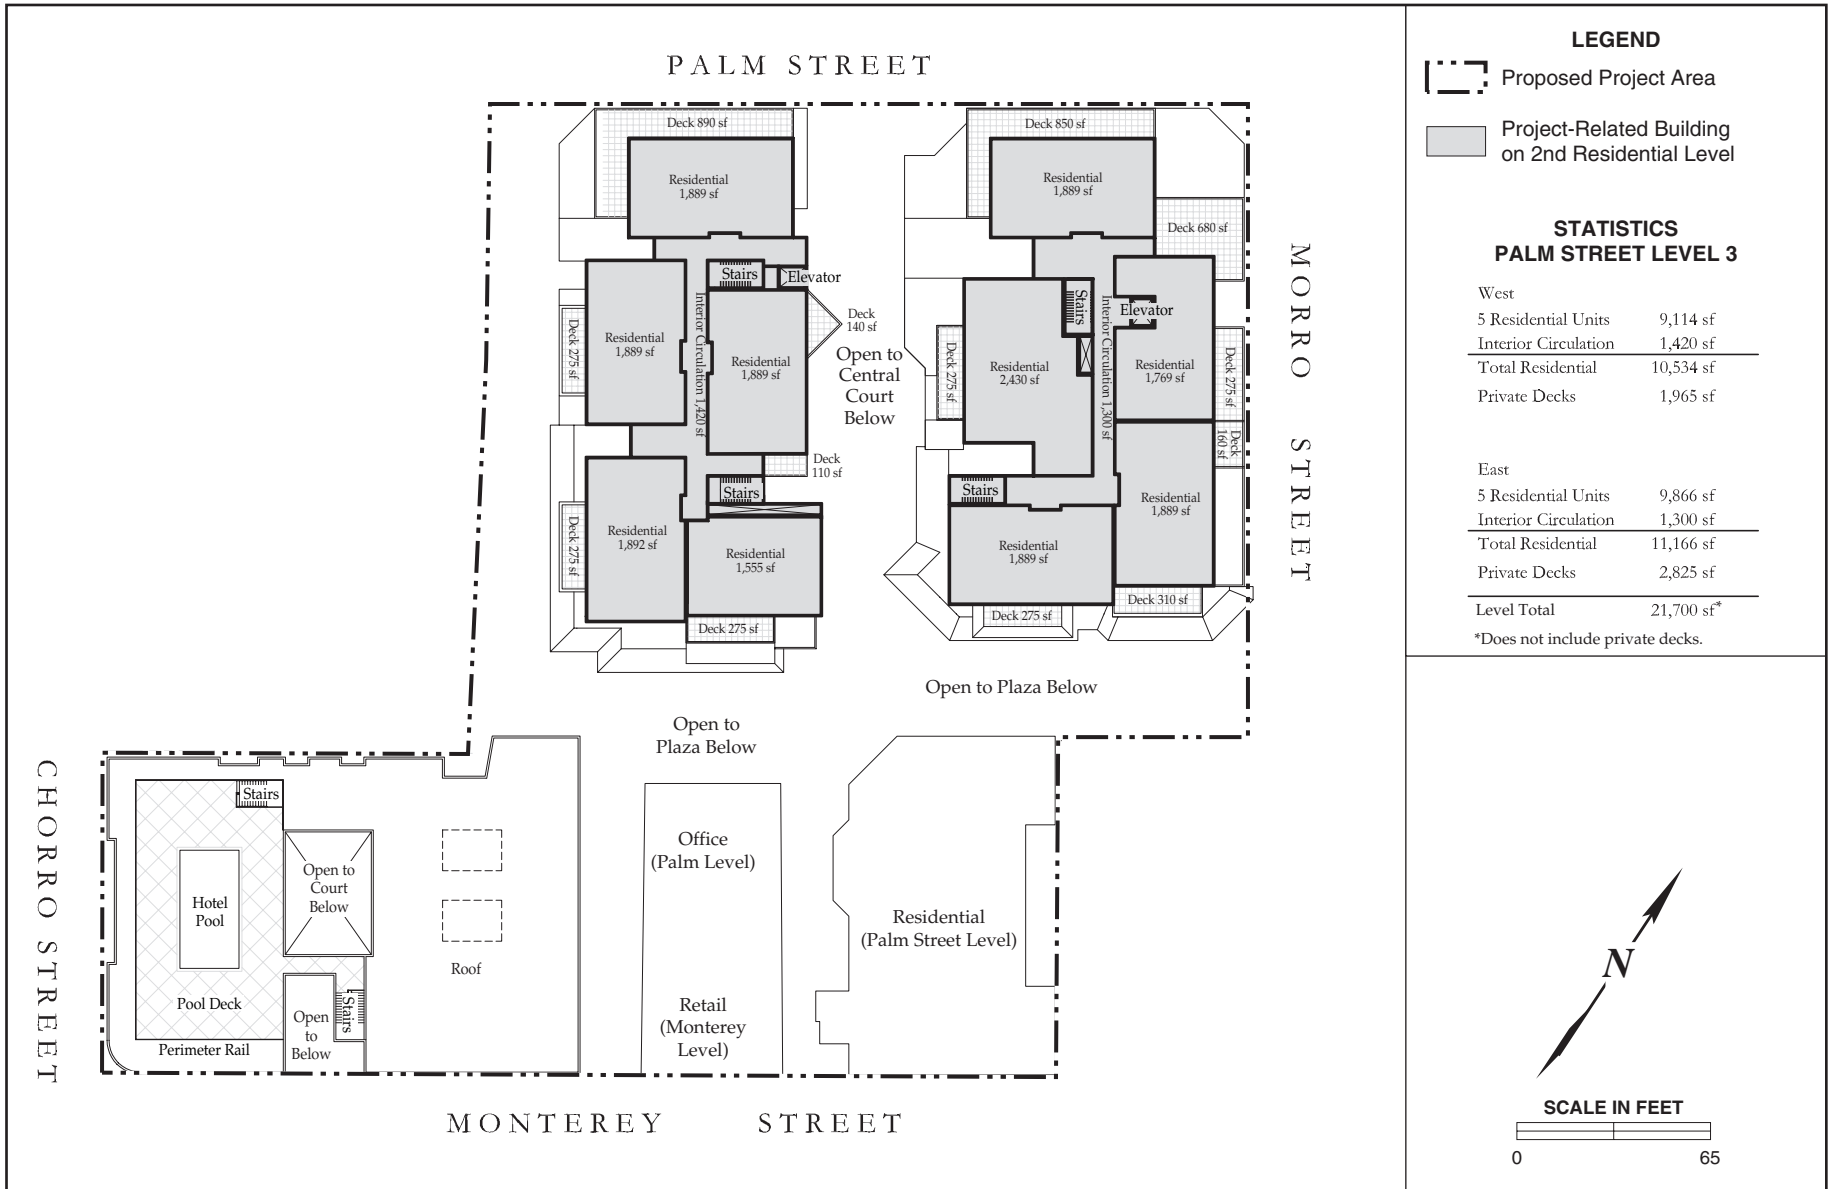 PALM STREET
Deck 890 sf
Residential
1,889 sf
Stairs
Elevator
Interior Circulation 1,420 sf
Deck 275 sf
Residential
1,889 sf
Residential
1,889 sf
Deck
140 sf
Open to
Central
Court
Below
Deck
110 sf
Stairs
Deck 275 sf
Residential
1,892 sf
Residential
1,555 sf
Deck 275 sf
Deck 850 sf
Residential
1,889 sf
Deck 680 sf
Stairs
Elevator
Interior Circulation 1,300 sf
Deck 275 sf
Residential
2,430 sf
Residential
1,769 sf
Deck 275 sf
Deck
160 sf
Stairs
Residential
1,889 sf
Residential
1,889 sf
Deck 275 sf
Deck 310 sf
MORRO STREET
Open to Plaza Below
Open to
Plaza Below
CHORRO STREET
Stairs
Hotel
Pool
Open to
Court
Below
Pool Deck
Perimeter Rail
Open
to
Below
Stairs
Roof
Office
(Palm Level)
Retail
(Monterey
Level)
Residential
(Palm Street Level)
MONTEREY STREET
LEGEND
Proposed Project Area
Project-Related Building
on 2nd Residential Level
STATISTICS
PALM STREET LEVEL 3
West
5 Residential Units 9,114 sf
Interior Circulation 1,420 sf
Total Residential 10,534 sf
Private Decks 1,965 sf
East
5 Residential Units 9,866 sf
Interior Circulation 1,300 sf
Total Residential 11,166 sf
Private Decks 2,825 sf
Level Total 21,700 sf*
*Does not include private decks.
N
SCALE IN FEET
0 65